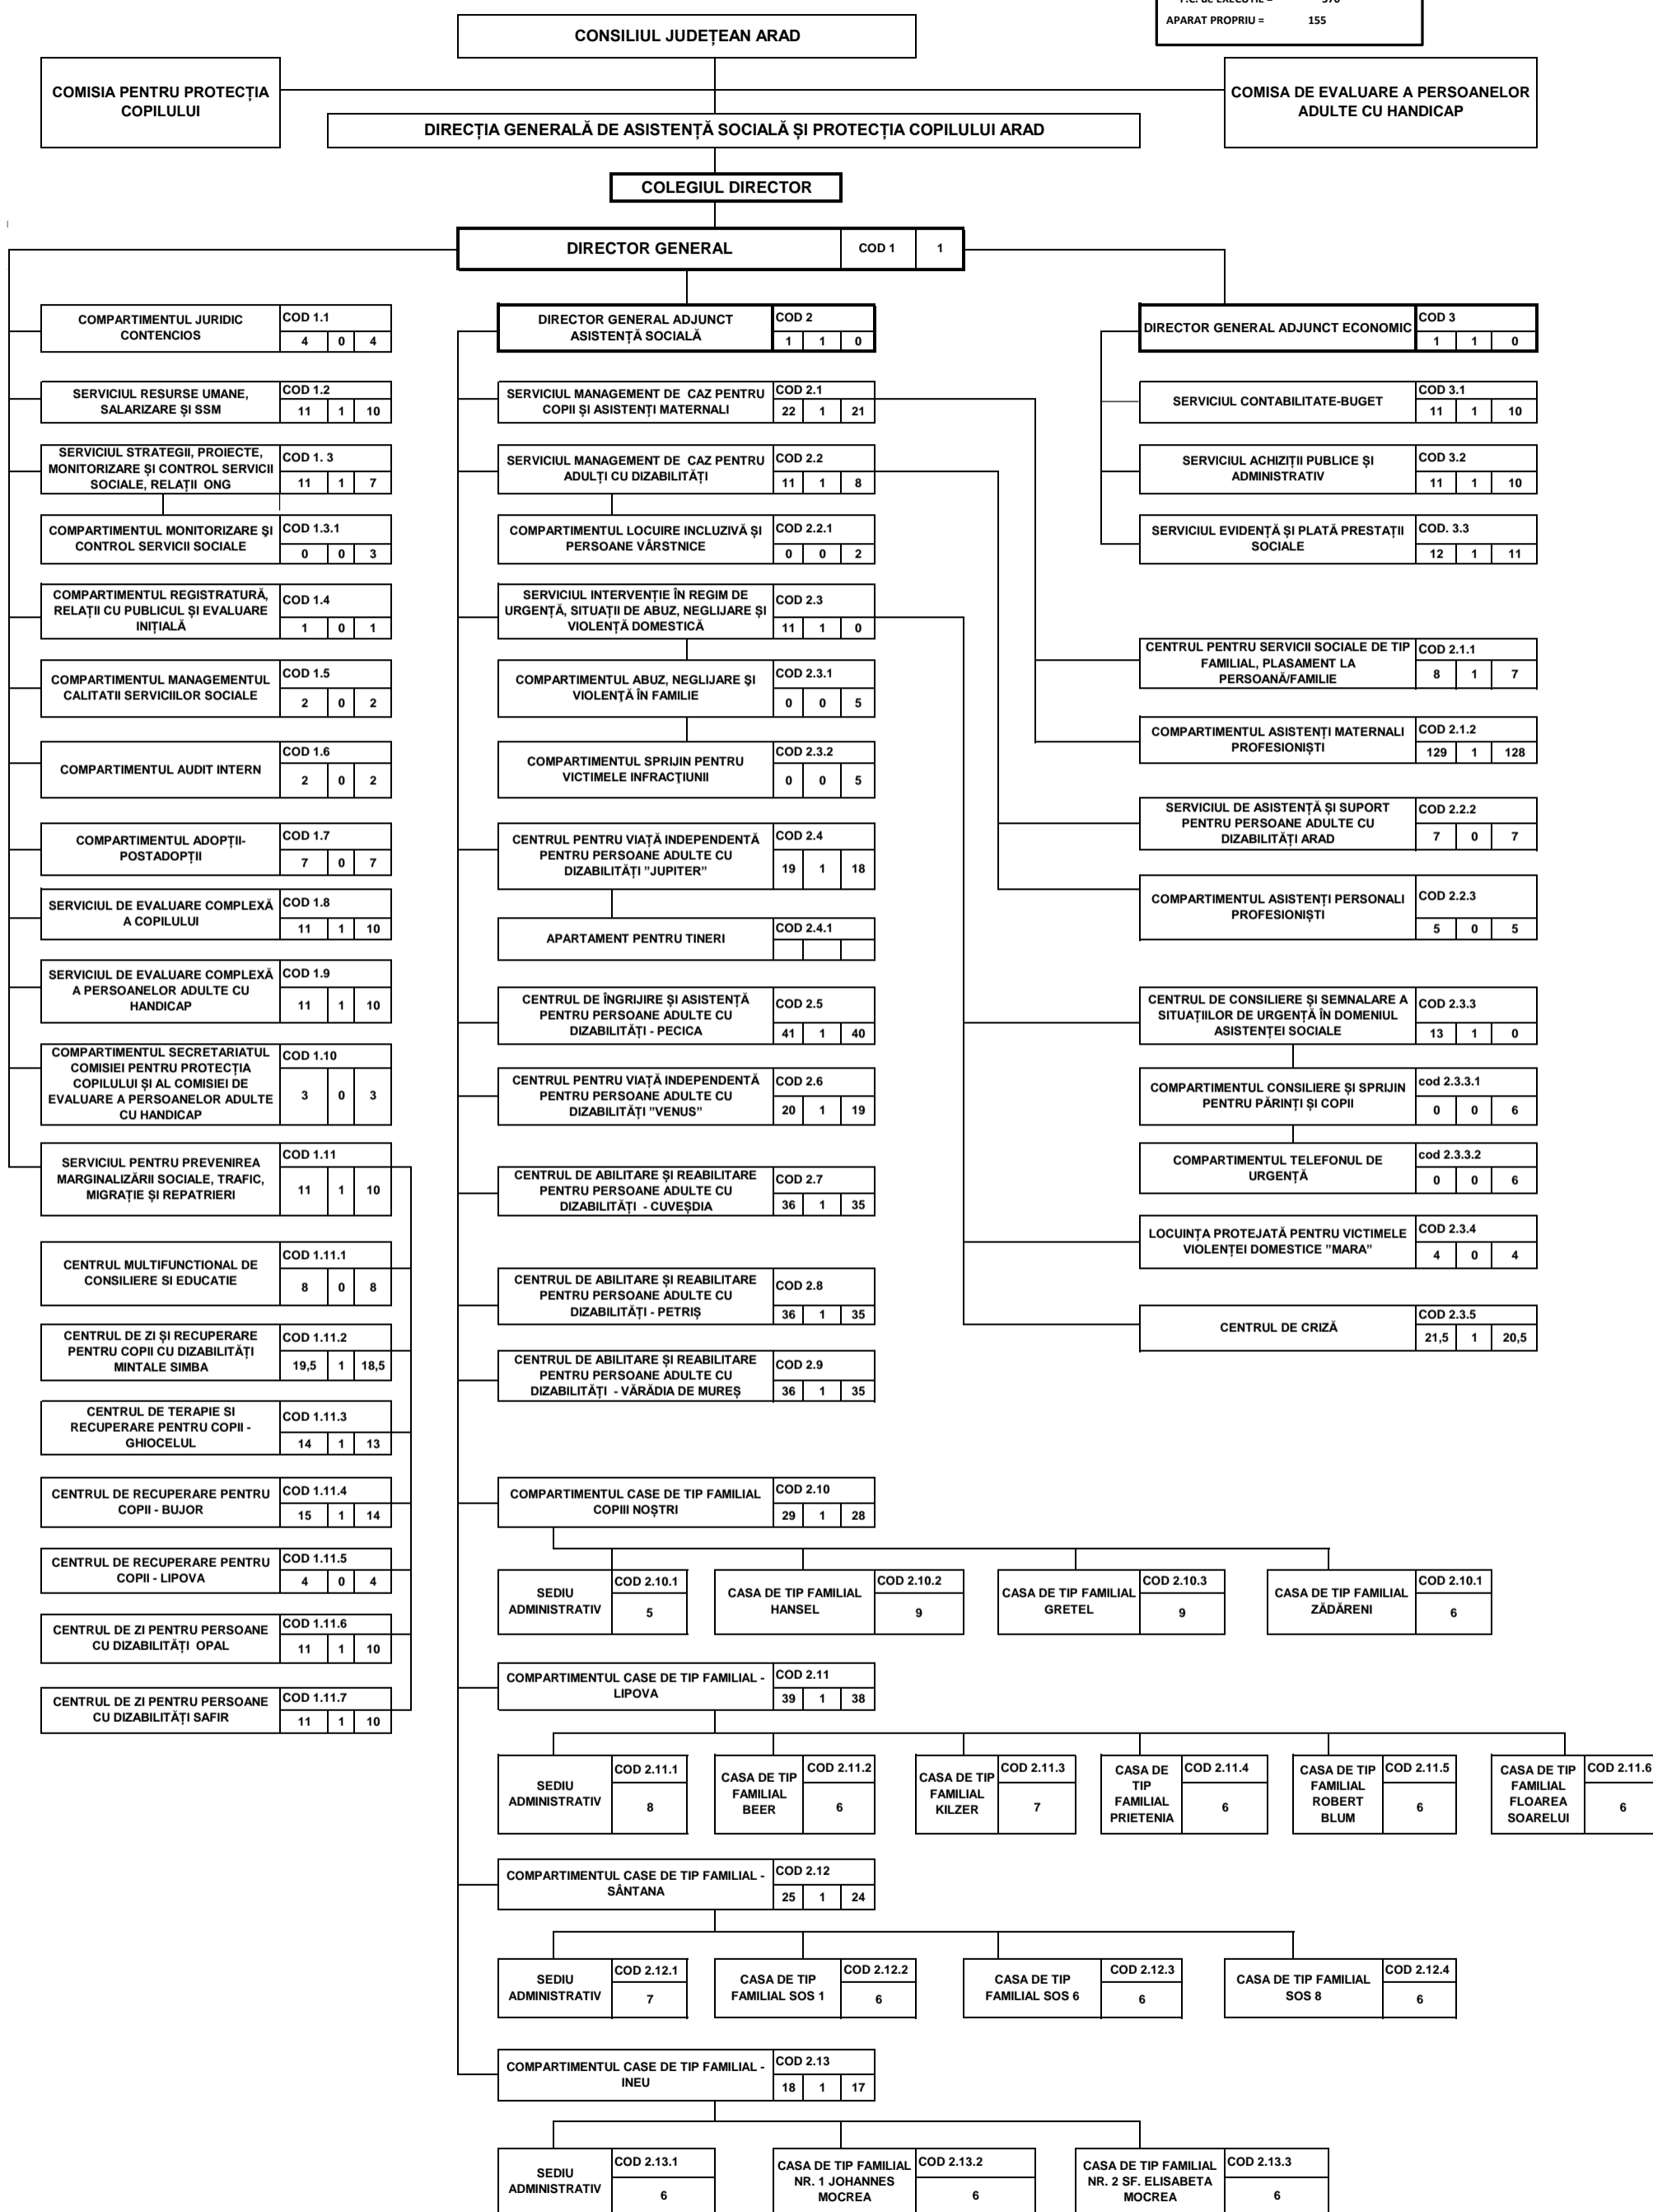 P.C. de EXECUTIE = 570
APARAT PROPRIU = 155
CONSILIUL JUDEȚEAN ARAD
COMISIA PENTRU PROTECȚIA
COPILULUI
COMISA DE EVALUARE A PERSOANELOR
ADULTE CU HANDICAP
DIRECȚIA GENERALĂ DE ASISTENȚĂ SOCIALĂ ȘI PROTECȚIA COPILULUI ARAD
COLEGIUL DIRECTOR
DIRECTOR GENERAL COD 1 1
COMPARTIMENTUL JURIDIC
CONTENCIOS
COD 1.1
4 0 4
SERVICIUL RESURSE UMANE,
SALARIZARE ȘI SSM
COD 1.2
11 1 10
SERVICIUL STRATEGII, PROIECTE,
MONITORIZARE ȘI CONTROL SERVICII
SOCIALE, RELAȚII ONG
COD 1. 3
11 1 7
COMPARTIMENTUL MONITORIZARE ȘI
CONTROL SERVICII SOCIALE
COD 1.3.1
0 0 3
COMPARTIMENTUL REGISTRATURĂ,
RELAȚII CU PUBLICUL ȘI EVALUARE
INIȚIALĂ
COD 1.4
1 0 1
COMPARTIMENTUL MANAGEMENTUL
CALITATII SERVICIILOR SOCIALE
COD 1.5
2 0 2
COMPARTIMENTUL AUDIT INTERN
COD 1.6
2 0 2
COMPARTIMENTUL ADOPȚII-
POSTADOPȚII
COD 1.7
7 0 7
SERVICIUL DE EVALUARE COMPLEXĂ
A COPILULUI
COD 1.8
11 1 10
SERVICIUL DE EVALUARE COMPLEXĂ
A PERSOANELOR ADULTE CU
HANDICAP
COD 1.9
11 1 10
COMPARTIMENTUL SECRETARIATUL
COMISIEI PENTRU PROTECȚIA
COPILULUI ȘI AL COMISIEI DE
EVALUARE A PERSOANELOR ADULTE
CU HANDICAP
COD 1.10
3 0 3
SERVICIUL PENTRU PREVENIREA
MARGINALIZĂRII SOCIALE, TRAFIC,
MIGRAȚIE ȘI REPATRIERI
COD 1.11
11 1 10
CENTRUL MULTIFUNCTIONAL DE
CONSILIERE SI EDUCATIE
COD 1.11.1
8 0 8
CENTRUL DE ZI ȘI RECUPERARE
PENTRU COPII CU DIZABILITĂȚI
MINTALE SIMBA
COD 1.11.2
19,5 1 18,5
CENTRUL DE TERAPIE SI
RECUPERARE PENTRU COPII -
GHIOCELUL
COD 1.11.3
14 1 13
CENTRUL DE RECUPERARE PENTRU
COPII - BUJOR
COD 1.11.4
15 1 14
CENTRUL DE RECUPERARE PENTRU
COPII - LIPOVA
COD 1.11.5
4 0 4
CENTRUL DE ZI PENTRU PERSOANE
CU DIZABILITĂȚI OPAL
COD 1.11.6
11 1 10
CENTRUL DE ZI PENTRU PERSOANE
CU DIZABILITĂȚI SAFIR
COD 1.11.7
11 1 10
DIRECTOR GENERAL ADJUNCT
ASISTENȚĂ SOCIALĂ
COD 2
1 1 0
SERVICIUL MANAGEMENT DE CAZ PENTRU
COPII ȘI ASISTENȚI MATERNALI
COD 2.1
22 1 21
SERVICIUL MANAGEMENT DE CAZ PENTRU
ADULȚI CU DIZABILITĂȚI
COD 2.2
11 1 8
COMPARTIMENTUL LOCUIRE INCLUZIVĂ ȘI
PERSOANE VÂRSTNICE
COD 2.2.1
0 0 2
SERVICIUL INTERVENȚIE ÎN REGIM DE
URGENȚĂ, SITUAȚII DE ABUZ, NEGLIJARE ȘI
VIOLENȚĂ DOMESTICĂ
COD 2.3
11 1 0
COMPARTIMENTUL ABUZ, NEGLIJARE ŞI
VIOLENŢĂ ÎN FAMILIE
COD 2.3.1
0 0 5
COMPARTIMENTUL SPRIJIN PENTRU
VICTIMELE INFRACŢIUNII
COD 2.3.2
0 0 5
CENTRUL PENTRU VIAȚĂ INDEPENDENTĂ
PENTRU PERSOANE ADULTE CU
DIZABILITĂȚI ”JUPITER”
COD 2.4
19 1 18
APARTAMENT PENTRU TINERI
COD 2.4.1
CENTRUL DE ÎNGRIJIRE ȘI ASISTENȚĂ
PENTRU PERSOANE ADULTE CU
DIZABILITĂȚI - PECICA
COD 2.5
41 1 40
CENTRUL PENTRU VIAȚĂ INDEPENDENTĂ
PENTRU PERSOANE ADULTE CU
DIZABILITĂȚI ”VENUS”
COD 2.6
20 1 19
CENTRUL DE ABILITARE ȘI REABILITARE
PENTRU PERSOANE ADULTE CU
DIZABILITĂȚI - CUVEȘDIA
COD 2.7
36 1 35
CENTRUL DE ABILITARE ȘI REABILITARE
PENTRU PERSOANE ADULTE CU
DIZABILITĂȚI - PETRIȘ
COD 2.8
36 1 35
CENTRUL DE ABILITARE ȘI REABILITARE
PENTRU PERSOANE ADULTE CU
DIZABILITĂȚI - VĂRĂDIA DE MUREȘ
COD 2.9
36 1 35
DIRECTOR GENERAL ADJUNCT ECONOMIC
COD 3
1 1 0
SERVICIUL CONTABILITATE-BUGET
COD 3.1
11 1 10
SERVICIUL ACHIZIȚII PUBLICE ȘI
ADMINISTRATIV
COD 3.2
11 1 10
SERVICIUL EVIDENȚĂ ȘI PLATĂ PRESTAȚII
SOCIALE
COD. 3.3
12 1 11
CENTRUL PENTRU SERVICII SOCIALE DE TIP
FAMILIAL, PLASAMENT LA
PERSOANĂ/FAMILIE
COD 2.1.1
8 1 7
COMPARTIMENTUL ASISTENȚI MATERNALI
PROFESIONIȘTI
COD 2.1.2
129 1 128
SERVICIUL DE ASISTENȚĂ ȘI SUPORT
PENTRU PERSOANE ADULTE CU
DIZABILITĂȚI ARAD
COD 2.2.2
7 0 7
COMPARTIMENTUL ASISTENȚI PERSONALI
PROFESIONIȘTI
COD 2.2.3
5 0 5
CENTRUL DE CONSILIERE ȘI SEMNALARE A
SITUAȚIILOR DE URGENȚĂ ÎN DOMENIUL
ASISTENȚEI SOCIALE
COD 2.3.3
13 1 0
COMPARTIMENTUL CONSILIERE ȘI SPRIJIN
PENTRU PĂRINȚI ȘI COPII
cod 2.3.3.1
0 0 6
COMPARTIMENTUL TELEFONUL DE
URGENȚĂ
cod 2.3.3.2
0 0 6
LOCUINȚA PROTEJATĂ PENTRU VICTIMELE
VIOLENȚEI DOMESTICE ”MARA”
COD 2.3.4
4 0 4
CENTRUL DE CRIZĂ
COD 2.3.5
21,5 1 20,5
COMPARTIMENTUL CASE DE TIP FAMILIAL
COPIII NOȘTRI
COD 2.10
29 1 28
SEDIU
ADMINISTRATIV
COD 2.10.1
5
CASA DE TIP FAMILIAL
HANSEL
COD 2.10.2
9
CASA DE TIP FAMILIAL
GRETEL
COD 2.10.3
9
CASA DE TIP FAMILIAL
ZĂDĂRENI
COD 2.10.1
6
COMPARTIMENTUL CASE DE TIP FAMILIAL -
LIPOVA
COD 2.11
39 1 38
SEDIU
ADMINISTRATIV
COD 2.11.1
8
CASA DE TIP
FAMILIAL
BEER
COD 2.11.2
6
CASA DE TIP
FAMILIAL
KILZER
COD 2.11.3
7
CASA DE
TIP
FAMILIAL
PRIETENIA
COD 2.11.4
6
CASA DE TIP
FAMILIAL
ROBERT
BLUM
COD 2.11.5
6
CASA DE TIP
FAMILIAL
FLOAREA
SOARELUI
COD 2.11.6
6
COMPARTIMENTUL CASE DE TIP FAMILIAL -
SÂNTANA
COD 2.12
25 1 24
SEDIU
ADMINISTRATIV
COD 2.12.1
7
CASA DE TIP
FAMILIAL SOS 1
COD 2.12.2
6
CASA DE TIP
FAMILIAL SOS 6
COD 2.12.3
6
CASA DE TIP FAMILIAL
SOS 8
COD 2.12.4
6
COMPARTIMENTUL CASE DE TIP FAMILIAL -
INEU
COD 2.13
18 1 17
SEDIU
ADMINISTRATIV
COD 2.13.1
6
CASA DE TIP FAMILIAL
NR. 1 JOHANNES
MOCREA
COD 2.13.2
6
CASA DE TIP FAMILIAL
NR. 2 SF. ELISABETA
MOCREA
COD 2.13.3
6